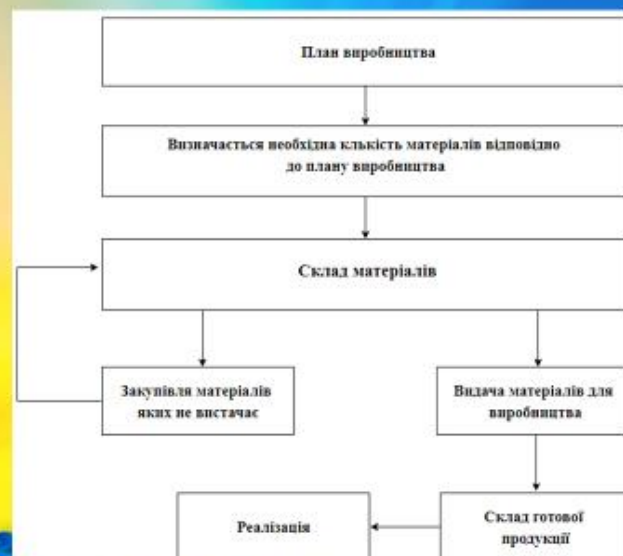 План виробництва
Визначається необхідна клькість матеріалів відповідно
до плану виробництва
Склад матеріалів
Закупівля матеріалів
яких не вистачає
Видача матеріалів для
виробництва
Реалізація
Склад готової
продукції